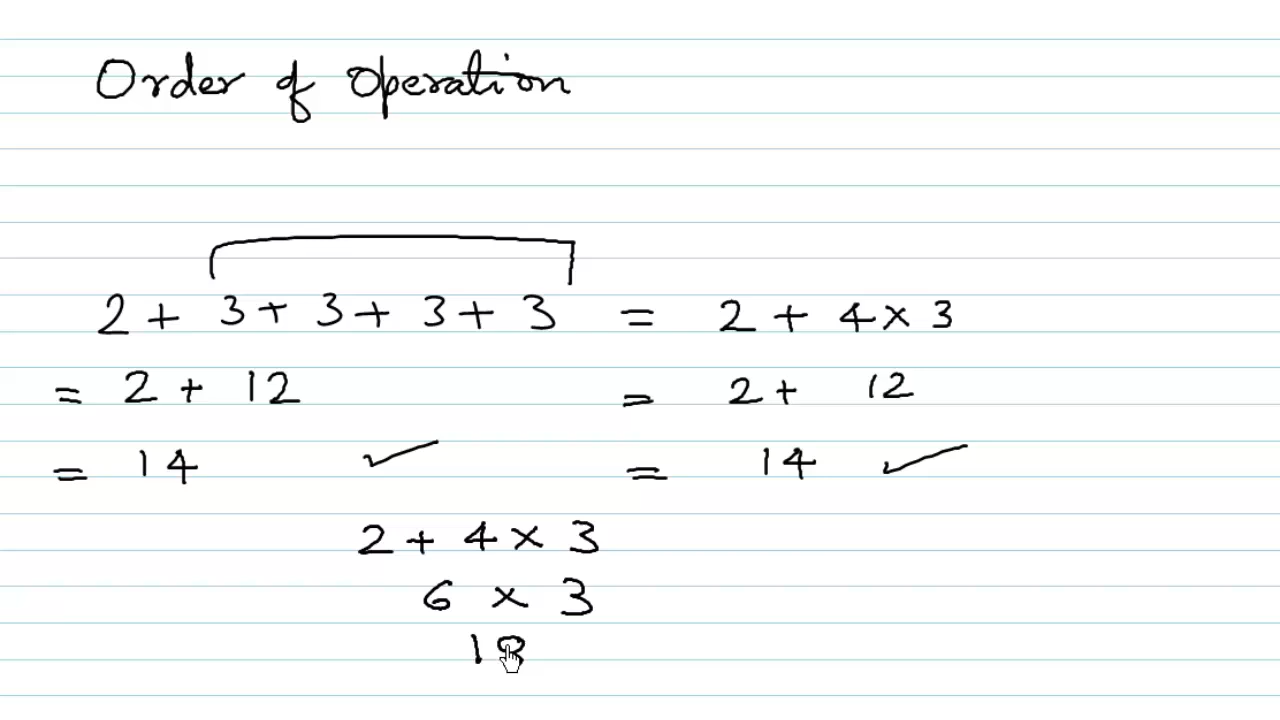 Order of Operation
2 + 3 + 3 + 3 + 3 = 2 + 4 × 3
= 2 + 12 = 2 + 12
= 14 ✓ = 14 ✓
2 + 4 × 3
6 × 3
18